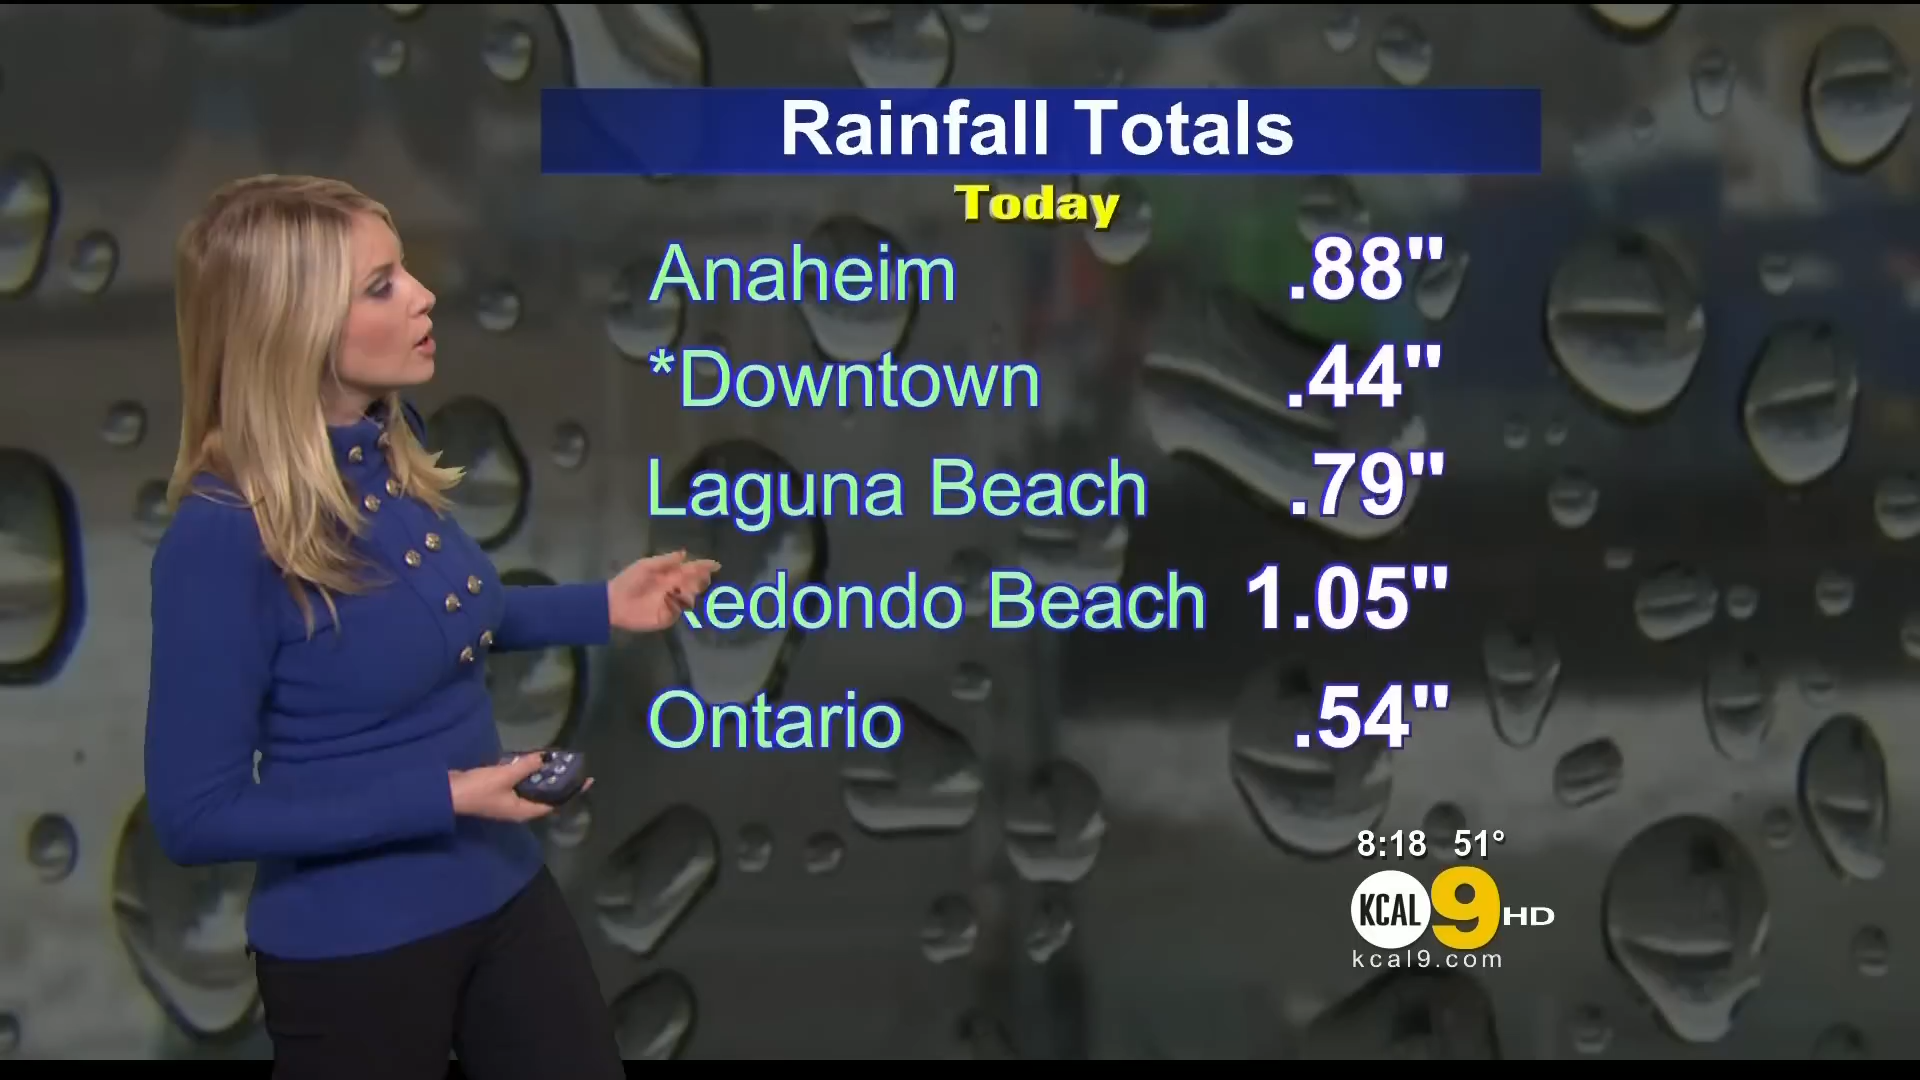 Rainfall Totals
Today
Anaheim .88"
*Downtown .44"
Laguna Beach .79"
Redondo Beach 1.05"
Ontario .54"
8:18 51°
KCAL 9 HD
kcal9.com